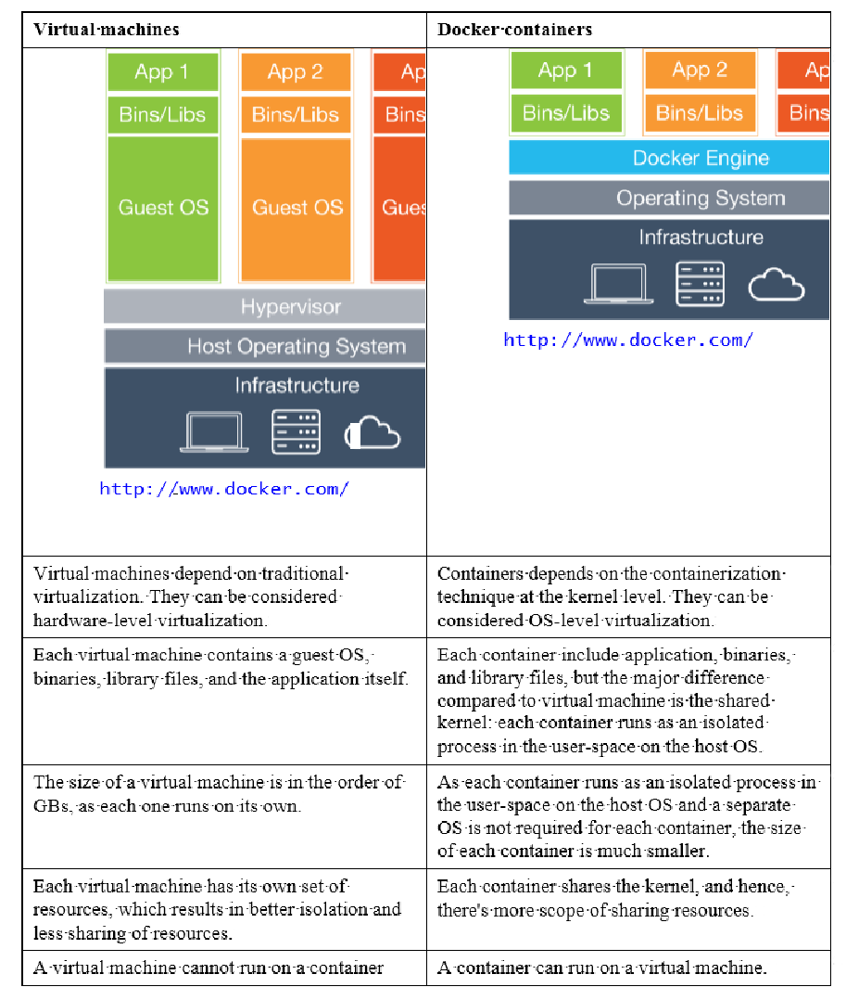 Virtual·machines
Docker·containers
App 1
App 2
Ap
Bins/Libs
Bins/Libs
Bins
Guest OS
Guest OS
Gues
Hypervisor
Host Operating System
Infrastructure
http://www.docker.com/
App 1
App 2
Ap
Bins/Libs
Bins/Libs
Bins
Docker Engine
Operating System
Infrastructure
http://www.docker.com/
Virtual·machines·depend·on·traditional·
virtualization.·They·can·be·considered·
hardware-level·virtualization.
Containers·depends·on·the·containerization·
technique·at·the·kernel·level.·They·can·be·
considered·OS-level·virtualization.
Each·virtual·machine·contains·a·guest·OS,·
binaries,·library·files,·and·the·application·itself.
Each·container·include·application,·binaries,·
and·library·files,·but·the·major·difference·
compared·to·virtual·machine·is·the·shared·
kernel:·each·container·runs·as·an·isolated·
process·in·the·user-space·on·the·host·OS.
The·size·of·a·virtual·machine·is·in·the·order·of·
GBs,·as·each·one·runs·on·its·own.
As·each·container·runs·as·an·isolated·process·in·
the·user-space·on·the·host·OS·and·a·separate·
OS·is·not·required·for·each·container,·the·size·
of·each·container·is·much·smaller.
Each·virtual·machine·has·its·own·set·of·
resources,·which·results·in·better·isolation·and·
less·sharing·of·resources.
Each·container·shares·the·kernel,·and·hence,·
there's·more·scope·of·sharing·resources.
A·virtual·machine·cannot·run·on·a·container
A·container·can·run·on·a·virtual·machine.